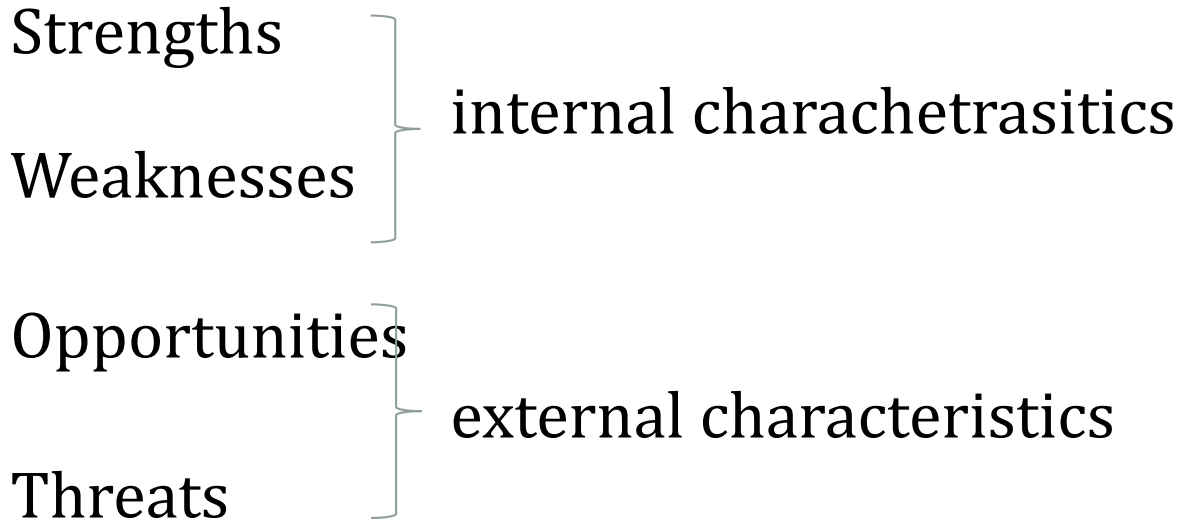 Strengths
internal charachetrasitics
Weaknesses
Opportunities
external characteristics
Threats